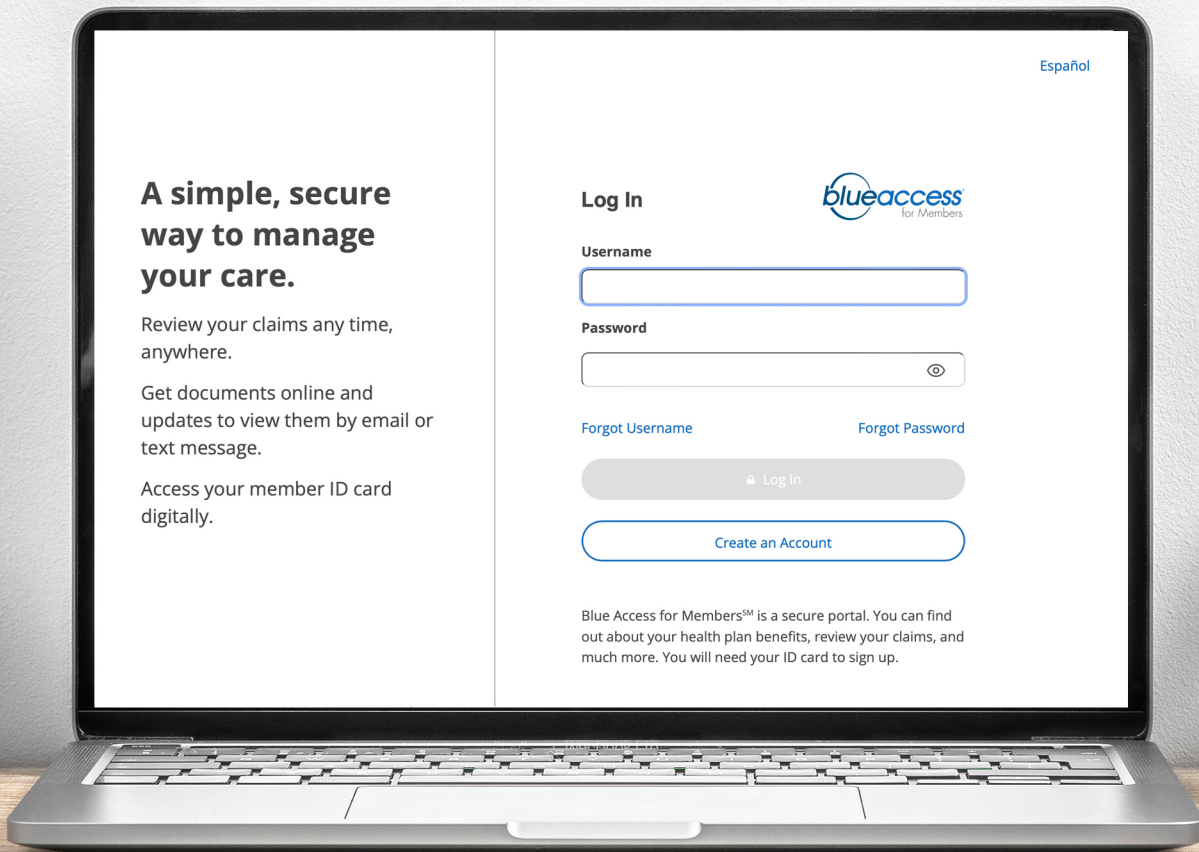 Español
A simple, secure
way to manage
your care.
Review your claims any time,
anywhere.
Get documents online and
updates to view them by email or
text message.
Access your member ID card
digitally.
Log In
blueaccess
for Members
Username
Password
Forgot Username
Forgot Password
Log In
Create an Account
Blue Access for Members℠ is a secure portal. You can find
out about your health plan benefits, review your claims, and
much more. You will need your ID card to sign up.